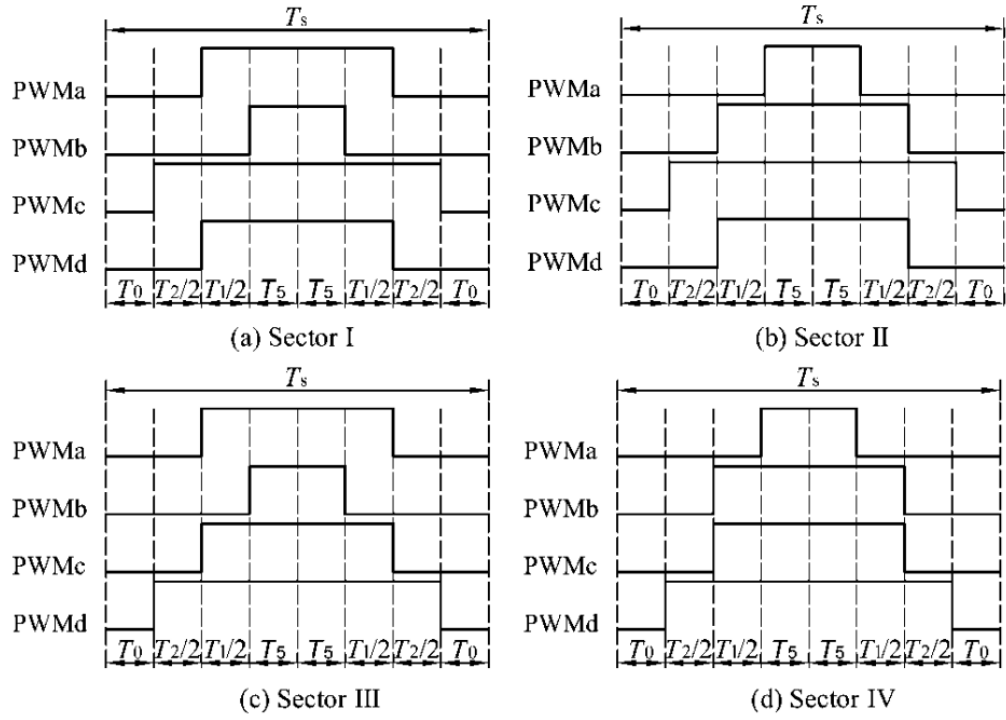 Ts
PWMa
PWMb
PWMc
PWMd
T0 T2/2 T1/2 T5 T5 T1/2 T2/2 T0
(a) Sector I
Ts
PWMa
PWMb
PWMc
PWMd
T0 T2/2 T1/2 T5 T5 T1/2 T2/2 T0
(b) Sector II
Ts
PWMa
PWMb
PWMc
PWMd
T0 T2/2 T1/2 T5 T5 T1/2 T2/2 T0
(c) Sector III
Ts
PWMa
PWMb
PWMc
PWMd
T0 T2/2 T1/2 T5 T5 T1/2 T2/2 T0
(d) Sector IV